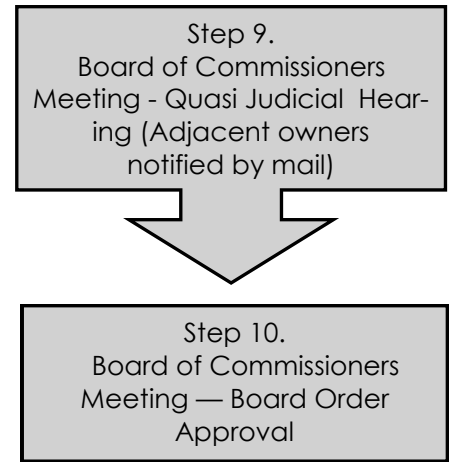 Step 9.
Board of Commissioners
Meeting - Quasi Judicial Hear-
ing (Adjacent owners
notified by mail)
Step 10.
Board of Commissioners
Meeting — Board Order
Approval